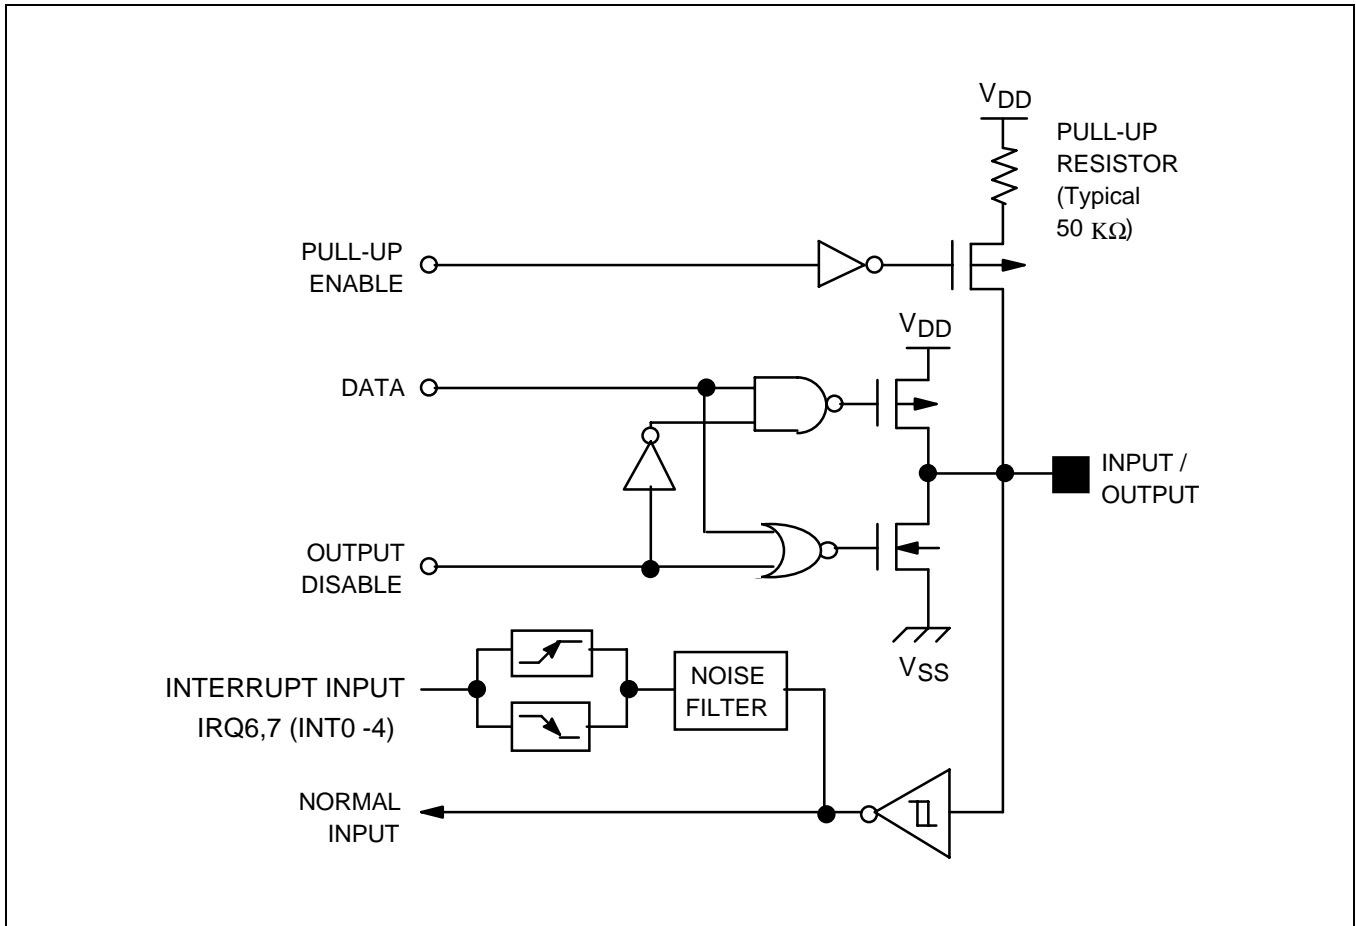 VDD
PULL-UP
RESISTOR
(Typical
50 KΩ)
PULL-UP
ENABLE
VDD
DATA
INPUT /
OUTPUT
OUTPUT
DISABLE
VSS
INTERRUPT INPUT
IRQ6,7 (INT0 -4)
NOISE
FILTER
NORMAL
INPUT